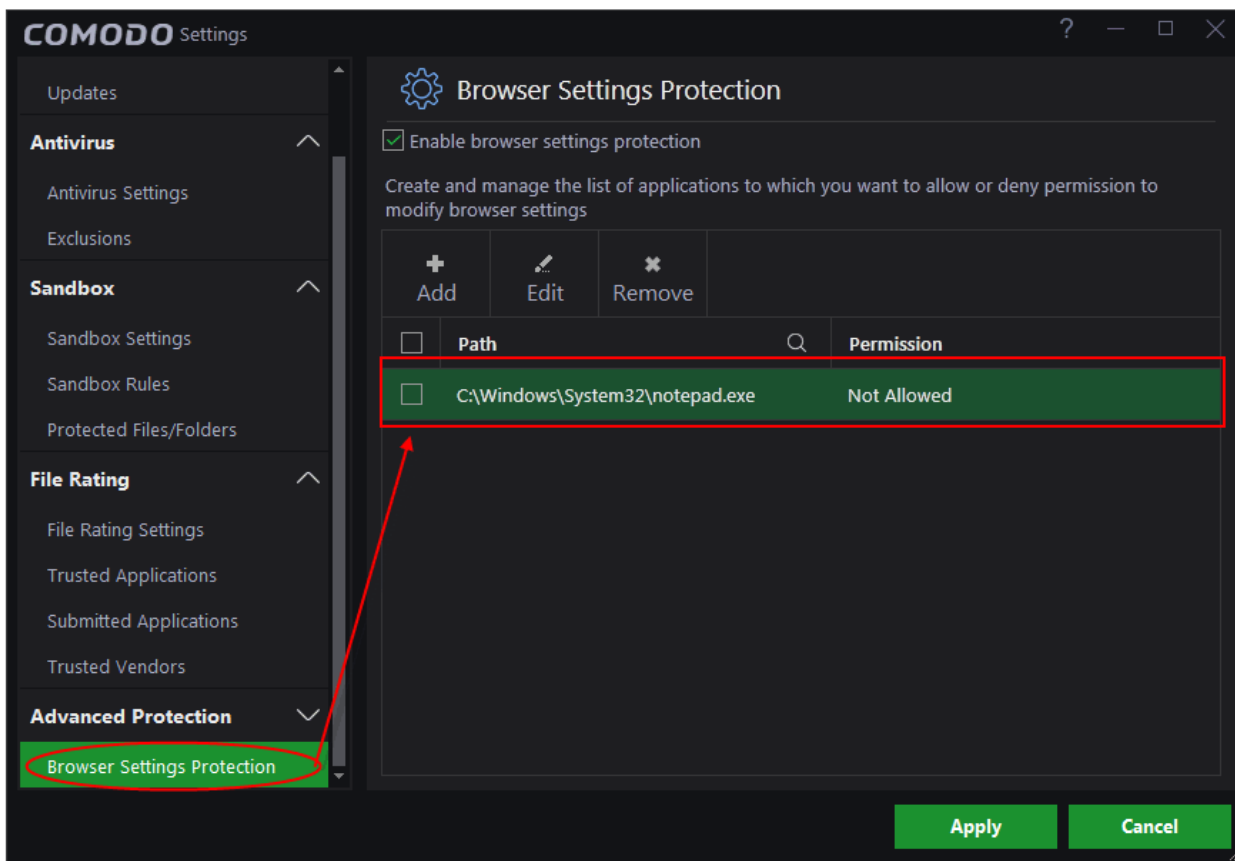 COMODO Settings
?
Updates
Antivirus
Antivirus Settings
Exclusions
Sandbox
Sandbox Settings
Sandbox Rules
Protected Files/Folders
File Rating
File Rating Settings
Trusted Applications
Submitted Applications
Trusted Vendors
Advanced Protection
Browser Settings Protection
Browser Settings Protection
Enable browser settings protection
Create and manage the list of applications to which you want to allow or deny permission to
modify browser settings
Add Edit Remove
Path Permission
C:\Windows\System32\notepad.exe Not Allowed
Apply Cancel